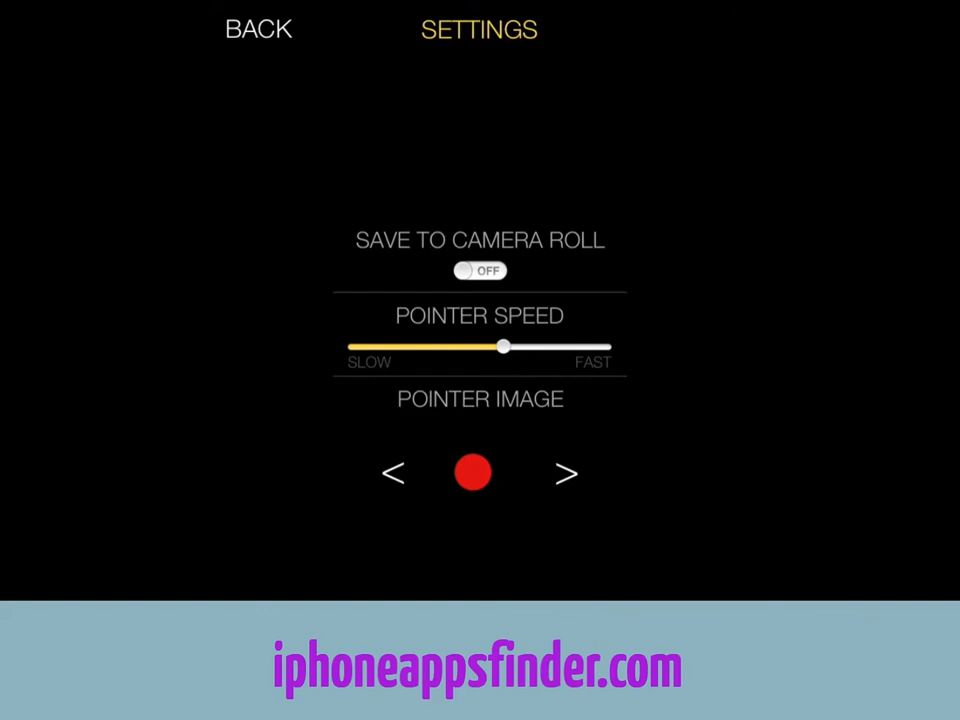 BACK
SETTINGS
SAVE TO CAMERA ROLL
OFF
POINTER SPEED
SLOW
FAST
POINTER IMAGE
< >
iphoneappsfinder.com